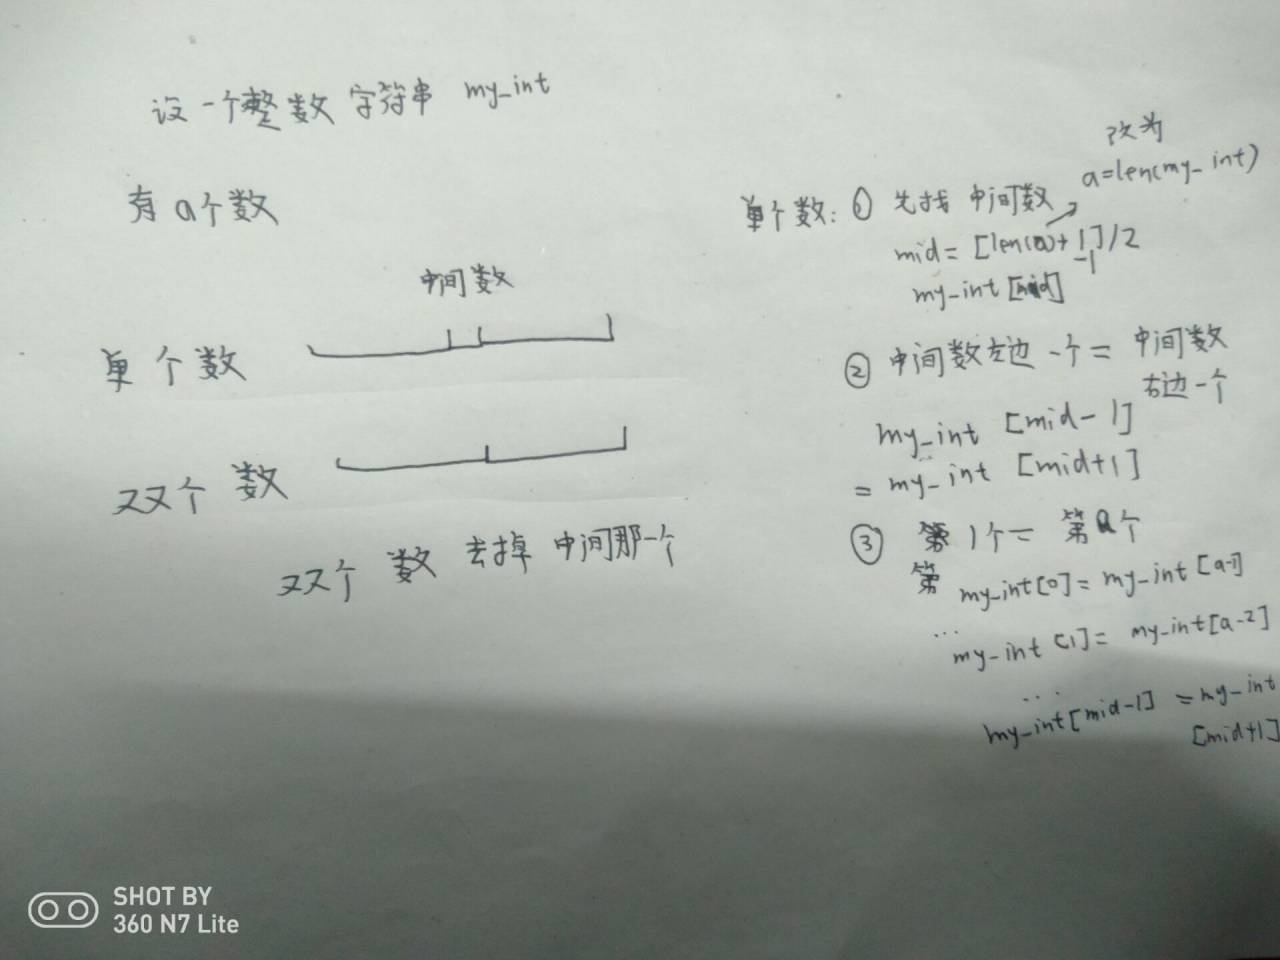 设一个整数字符串 my_int
有a个数
中间数
单个数
双个数
双个数去掉中间那一个
改为
a=len(my_int)
单个数: ① 先找中间数
mid = [len(a)+1]/2
-1
my_int[mid]
② 中间数左边一个 = 中间数
右边一个
my_int [mid-1]
= my_int [mid+1]
③ 第1个 = 第a个
第
my_int[0] = my_int[a-1]
...
my_int[1] = my_int[a-2]
...
my_int[mid-1] = my_int
[mid+1]
SHOT BY
360 N7 Lite